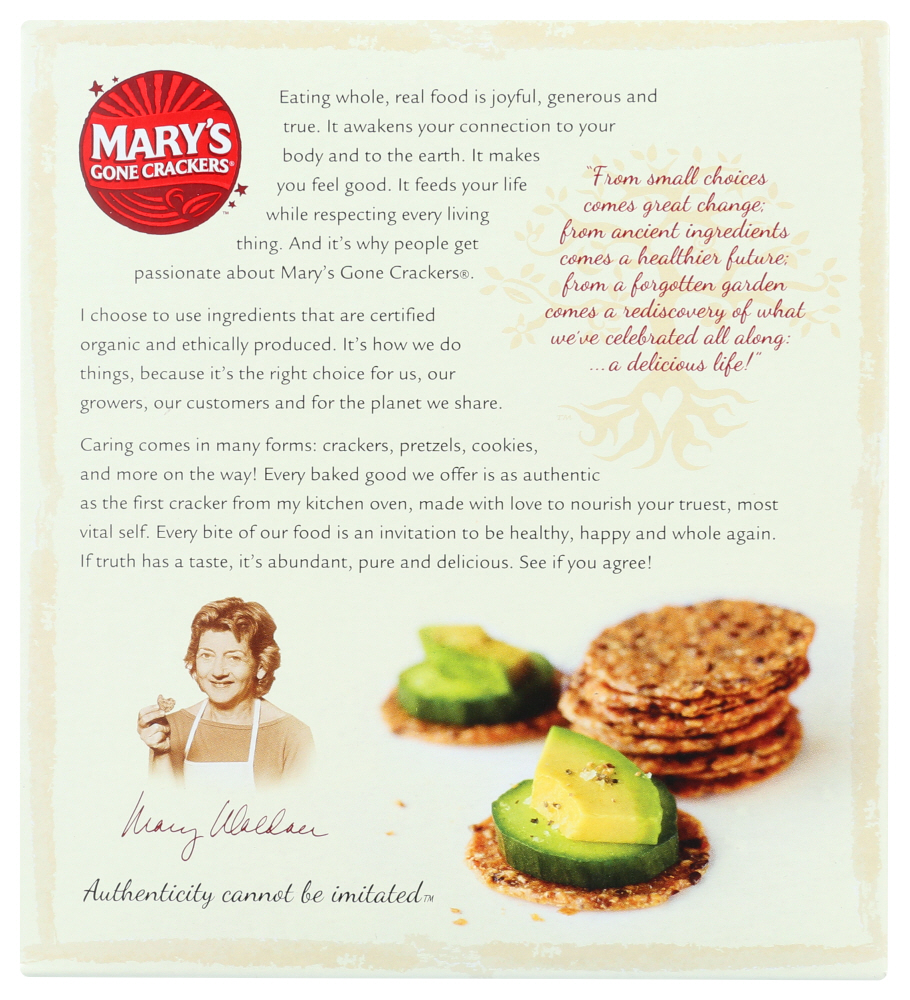 MARY'S
GONE CRACKERS®
™
Eating whole, real food is joyful, generous and
true. It awakens your connection to your
body and to the earth. It makes
you feel good. It feeds your life
while respecting every living
thing. And it's why people get
passionate about Mary's Gone Crackers®.
"From small choices
comes great change;
from ancient ingredients
comes a healthier future;
from a forgotten garden
comes a rediscovery of what
we've celebrated all along:
...a delicious life!"
™
I choose to use ingredients that are certified
organic and ethically produced. It's how we do
things, because it's the right choice for us, our
growers, our customers and for the planet we share.
Caring comes in many forms: crackers, pretzels, cookies,
and more on the way! Every baked good we offer is as authentic
as the first cracker from my kitchen oven, made with love to nourish your truest, most
vital self. Every bite of our food is an invitation to be healthy, happy and whole again.
If truth has a taste, it's abundant, pure and delicious. See if you agree!
Mary Waldner
Authenticity cannot be imitated™